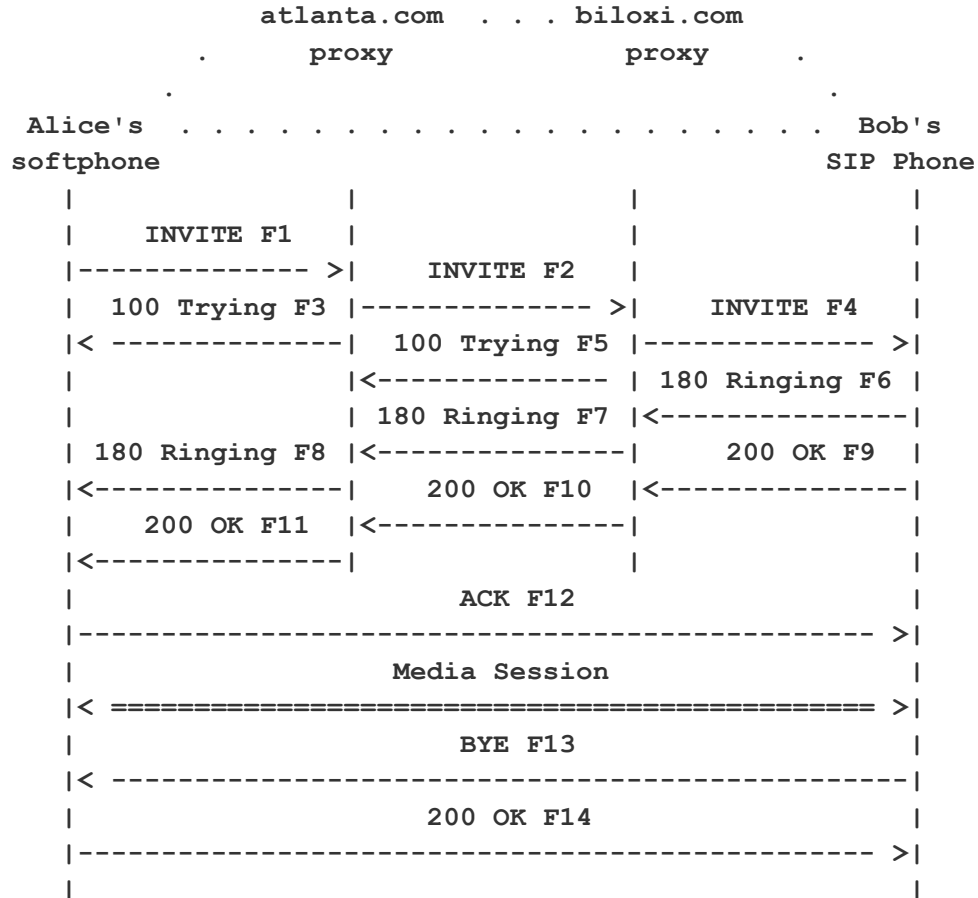 atlanta.com . . . biloxi.com
. proxy proxy .
. .
Alice's . . . . . . . . . . . . . . . . . . . . Bob's
softphone SIP Phone
| | | |
| INVITE F1 | | |
|-------------- >| INVITE F2 | |
| 100 Trying F3 |-------------- >| INVITE F4 |
|< --------------| 100 Trying F5 |-------------- >|
| |<-------------- | 180 Ringing F6 |
| | 180 Ringing F7 |<---------------|
| 180 Ringing F8 |<---------------| 200 OK F9 |
|<---------------| 200 OK F10 |<---------------|
| 200 OK F11 |<---------------| |
|<---------------| | |
| ACK F12 |
|------------------------------------------------ >|
| Media Session |
|< ============================================== >|
| BYE F13 |
|< ------------------------------------------------|
| 200 OK F14 |
|------------------------------------------------ >|
| |